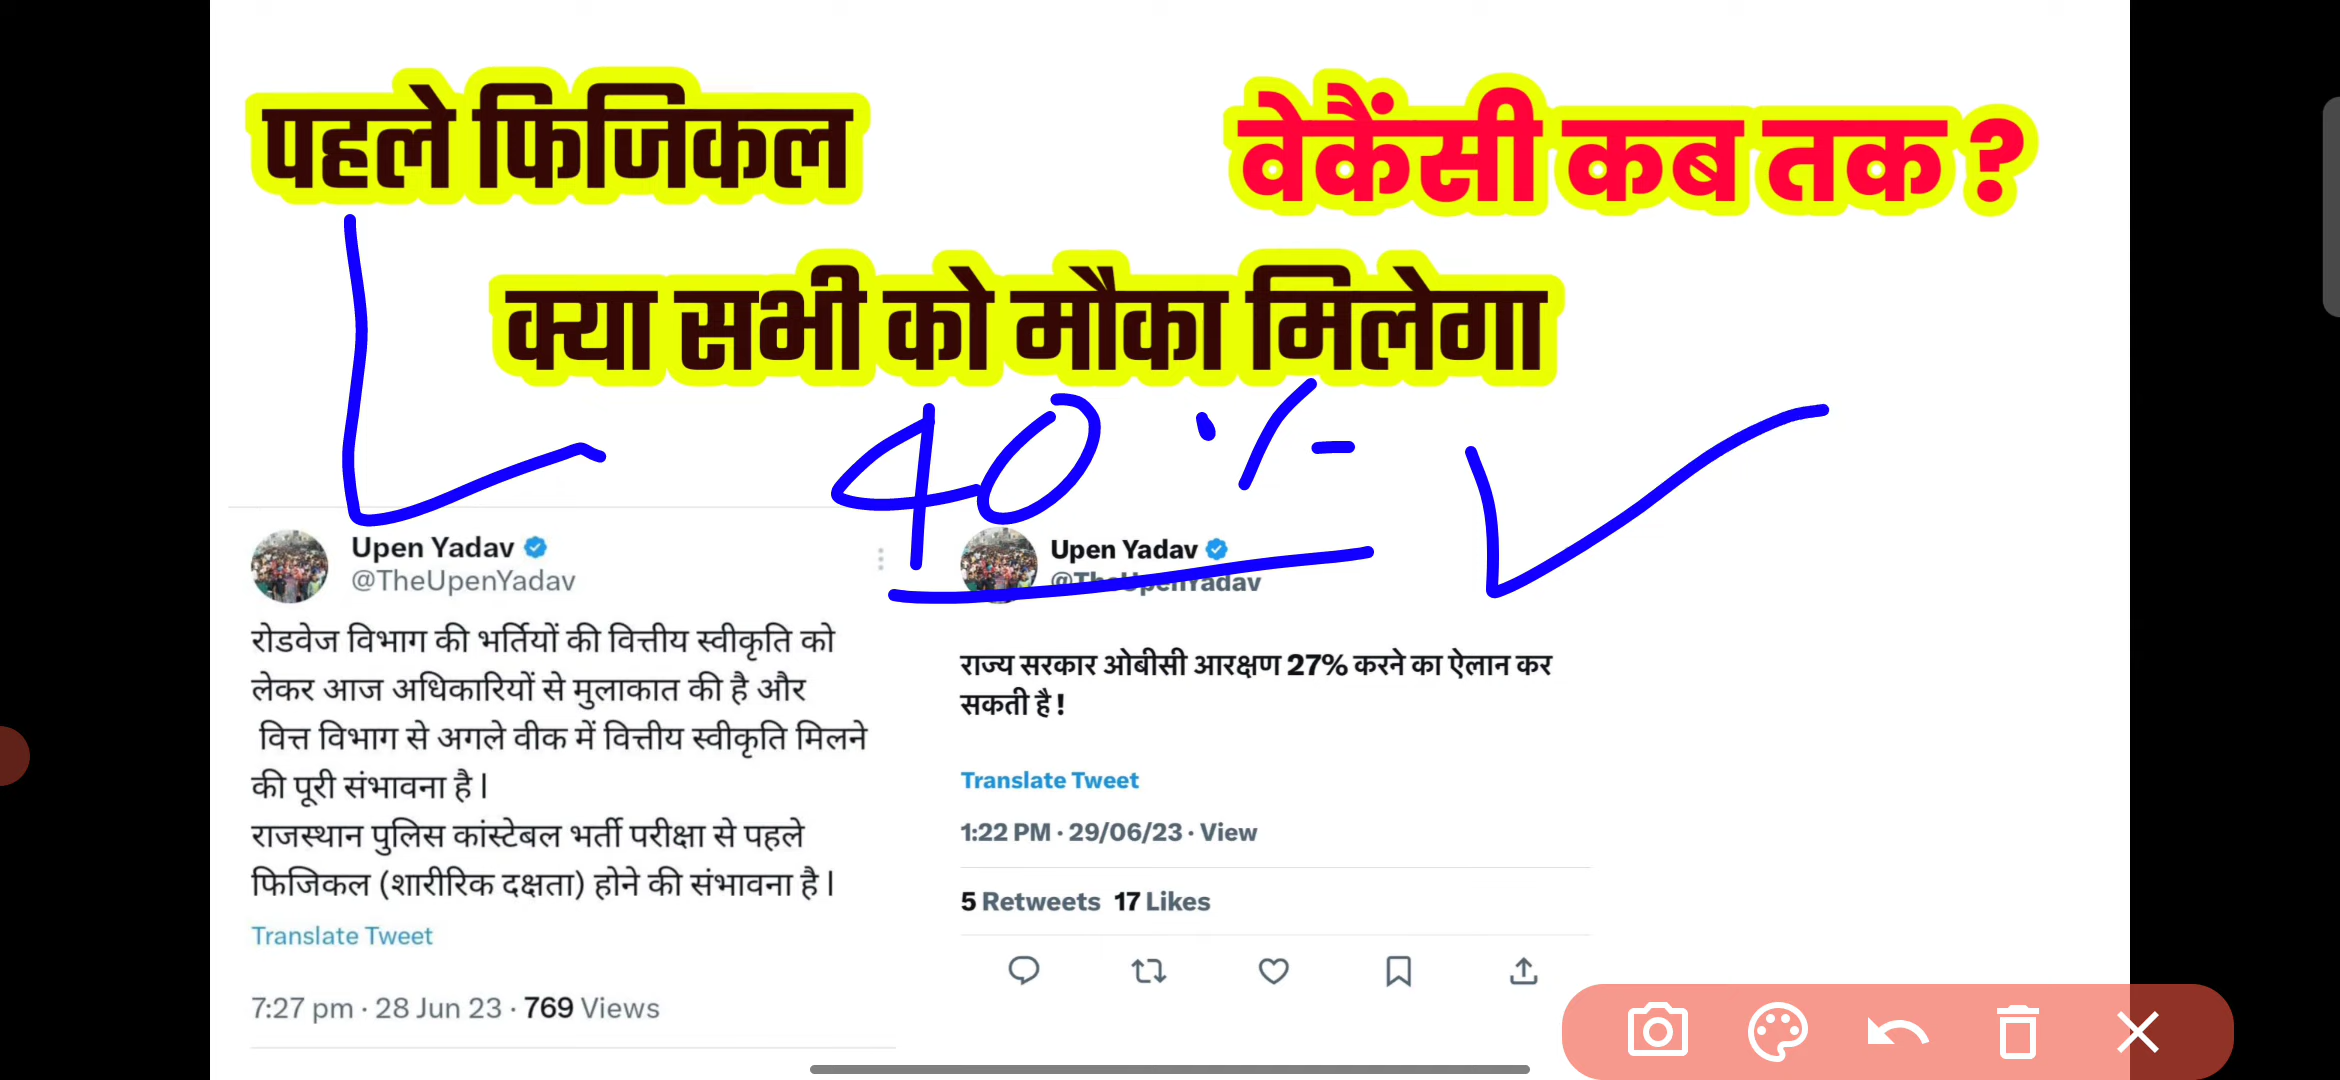 पहले फिजिकल
वेकैंसी कब तक ?
क्या सभी को मौका मिलेगा
40 %
Upen Yadav
@TheUpenYadav
रोडवेज विभाग की भर्तियों की वित्तीय स्वीकृति को
लेकर आज अधिकारियों से मुलाकात की है और
वित्त विभाग से अगले वीक में वित्तीय स्वीकृति मिलने
की पूरी संभावना है l
राजस्थान पुलिस कांस्टेबल भर्ती परीक्षा से पहले
फिजिकल (शारीरिक दक्षता) होने की संभावना है l
Translate Tweet
7:27 pm · 28 Jun 23 · 769 Views
Upen Yadav
@TheUpenYadav
राज्य सरकार ओबीसी आरक्षण 27% करने का ऐलान कर
सकती है !
Translate Tweet
1:22 PM · 29/06/23 · View
5 Retweets 17 Likes